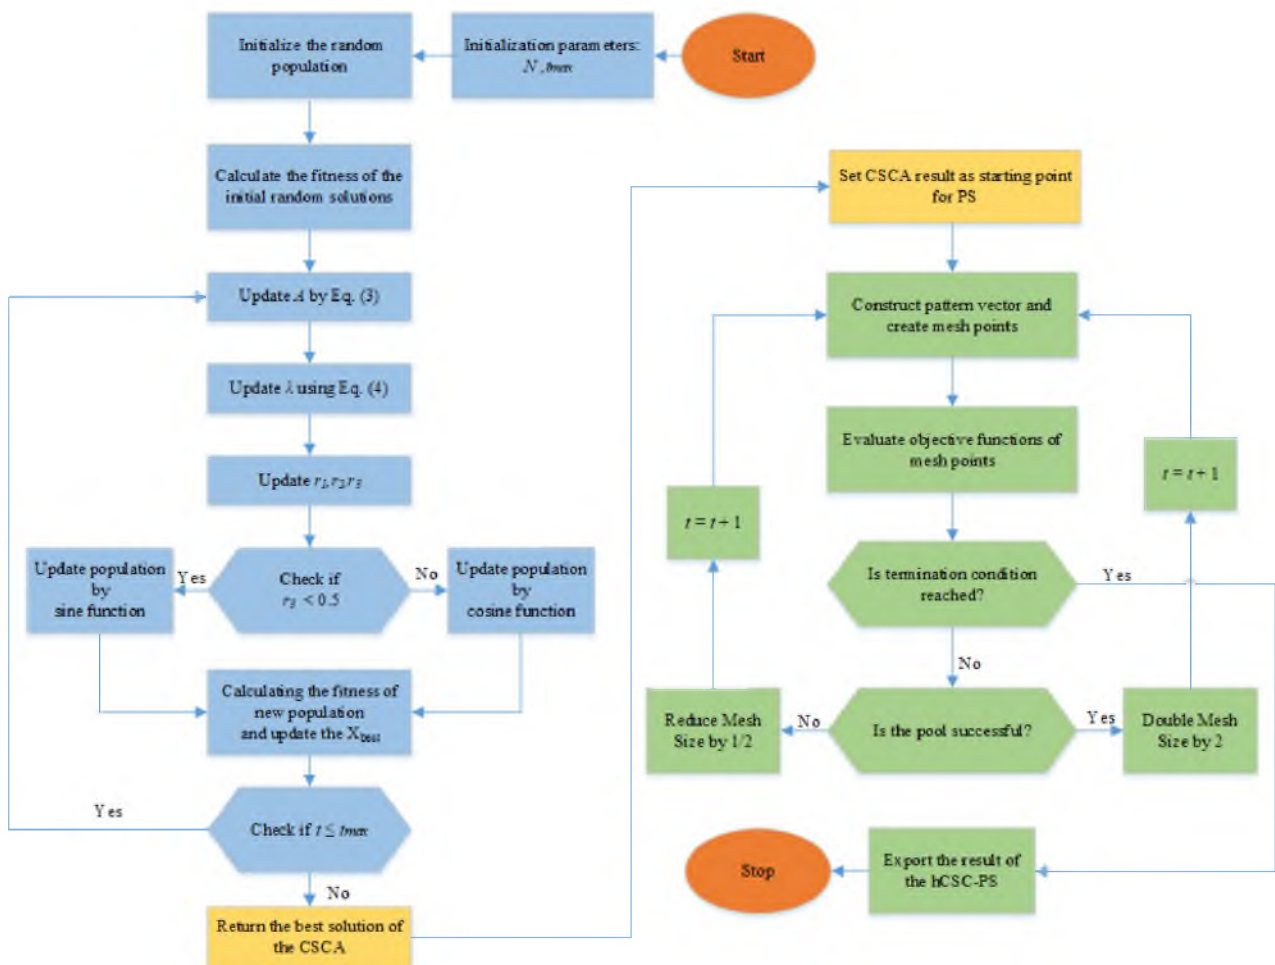 Start
Initialization parameters:
N, tmax
Initialize the random
population
Calculate the fitness of the
initial random solutions
Update A by Eq. (3)
Update λ using Eq. (4)
Update r1,r2,r3
Check if
r3 < 0.5
Yes
No
Update population
by
sine function
Update population
by
cosine function
Calculating the fitness of
new population
and update the Xbest
Check if t ≤ tmax
Yes
No
Return the best solution of
the CSCA
Set CSCA result as starting point
for PS
Construct pattern vector and
create mesh points
Evaluate objective functions of
mesh points
t = t + 1
t = t + 1
Is termination condition
reached?
Yes
No
Is the pool successful?
No
Yes
Reduce Mesh
Size by 1/2
Double Mesh
Size by 2
Export the result of
the hCSC-PS
Stop